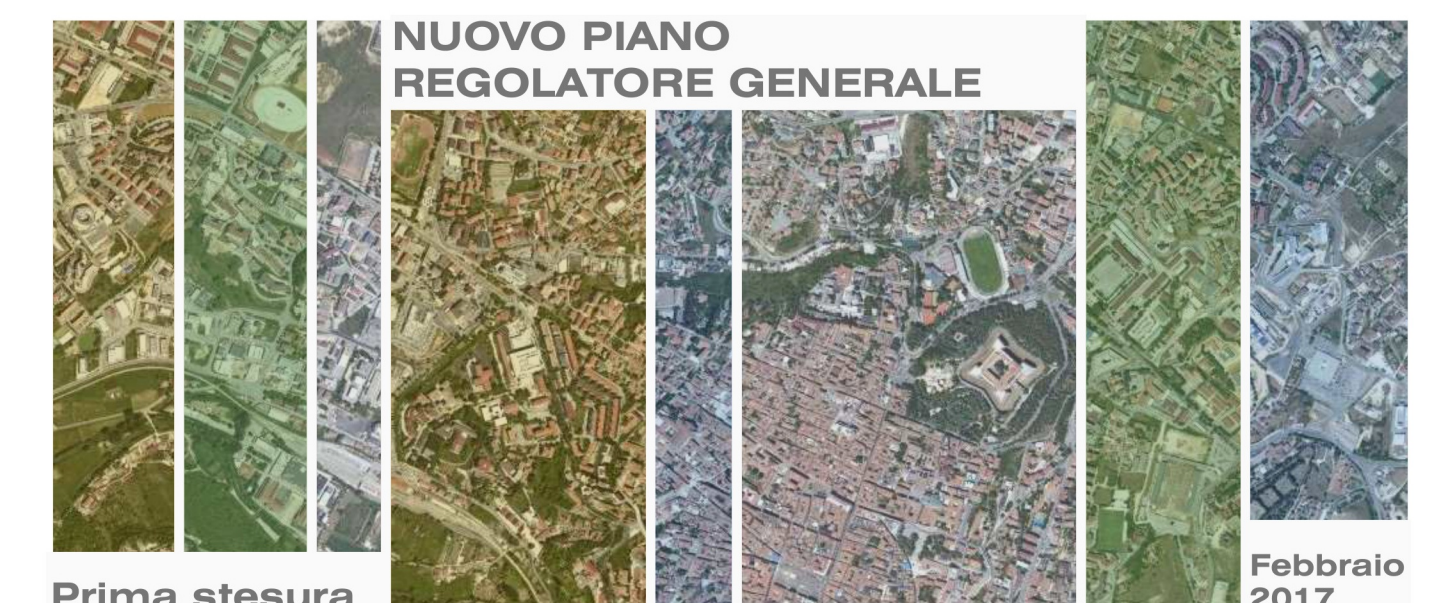 NUOVO PIANO
REGOLATORE GENERALE
Prima stesura
Febbraio
2017